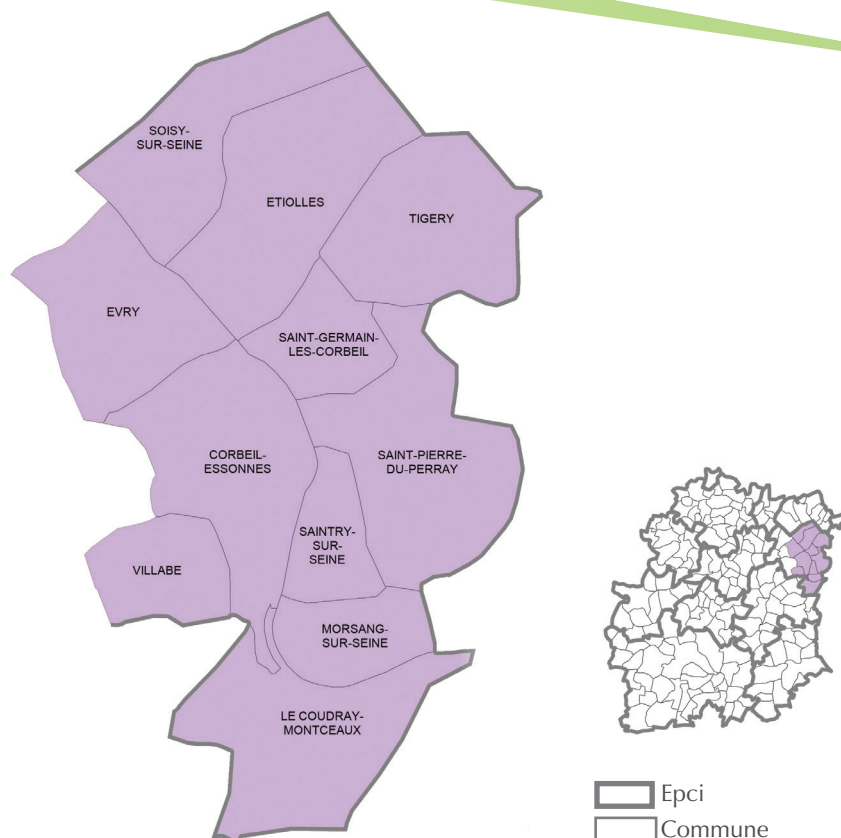 SOISY-
SUR-SEINE
ETIOLLES
TIGERY
EVRY
SAINT-GERMAIN-
LES-CORBEIL
CORBEIL-
ESSONNES
SAINT-PIERRE-
DU-PERRAY
SAINTRY-
SUR-
SEINE
VILLABE
MORSANG-
SUR-SEINE
LE COUDRAY-
MONTCEAUX
Epci
Commune